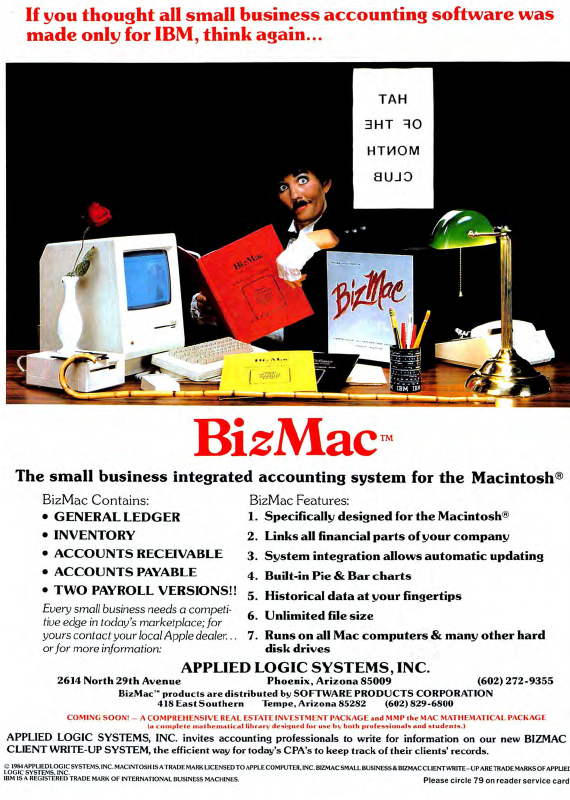 If you thought all small business accounting software was
made only for IBM, think again...
HAT
OF THE
MONTH
CLUB
BizMac
BizMac
BizMac
IBM IBM
BizMac™
The small business integrated accounting system for the Macintosh®
BizMac Contains:
• GENERAL LEDGER
• INVENTORY
• ACCOUNTS RECEIVABLE
• ACCOUNTS PAYABLE
• TWO PAYROLL VERSIONS!!
Every small business needs a competi-
tive edge in today's marketplace; for
yours contact your local Apple dealer...
or for more information:
BizMac Features:
1. Specifically designed for the Macintosh®
2. Links all financial parts of your company
3. System integration allows automatic updating
4. Built-in Pie & Bar charts
5. Historical data at your fingertips
6. Unlimited file size
7. Runs on all Mac computers & many other hard
disk drives
APPLIED LOGIC SYSTEMS, INC.
2614 North 29th Avenue Phoenix, Arizona 85009 (602) 272-9355
BizMac™ products are distributed by SOFTWARE PRODUCTS CORPORATION
418 East Southern Tempe, Arizona 85282 (602) 829-6800
COMING SOON! — A COMPREHENSIVE REAL ESTATE INVESTMENT PACKAGE and MMP the MAC MATHEMATICAL PACKAGE
(a complete mathematical library designed for use by both professionals and students.)
APPLIED LOGIC SYSTEMS, INC. invites accounting professionals to write for information on our new BIZMAC
CLIENT WRITE-UP SYSTEM, the efficient way for today's CPA's to keep track of their clients' records.
© 1984 APPLIED LOGIC SYSTEMS, INC. MACINTOSH IS A TRADE MARK LICENSED TO APPLE COMPUTER, INC. BIZMAC SMALL BUSINESS & BIZMAC CLIENT WRITE—UP ARE TRADE MARKS OF APPLIED
LOGIC SYSTEMS, INC.
IBM IS A REGISTERED TRADE MARK OF INTERNATIONAL BUSINESS MACHINES.
Please circle 79 on reader service card